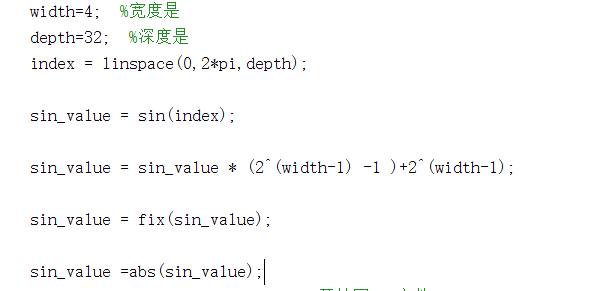 width=4;  %宽度是
depth=32;  %深度是
index = linspace(0,2*pi,depth);
sin_value = sin(index);
sin_value = sin_value * (2^(width-1) -1 )+2^(width-1);
sin_value = fix(sin_value);
sin_value =abs(sin_value);